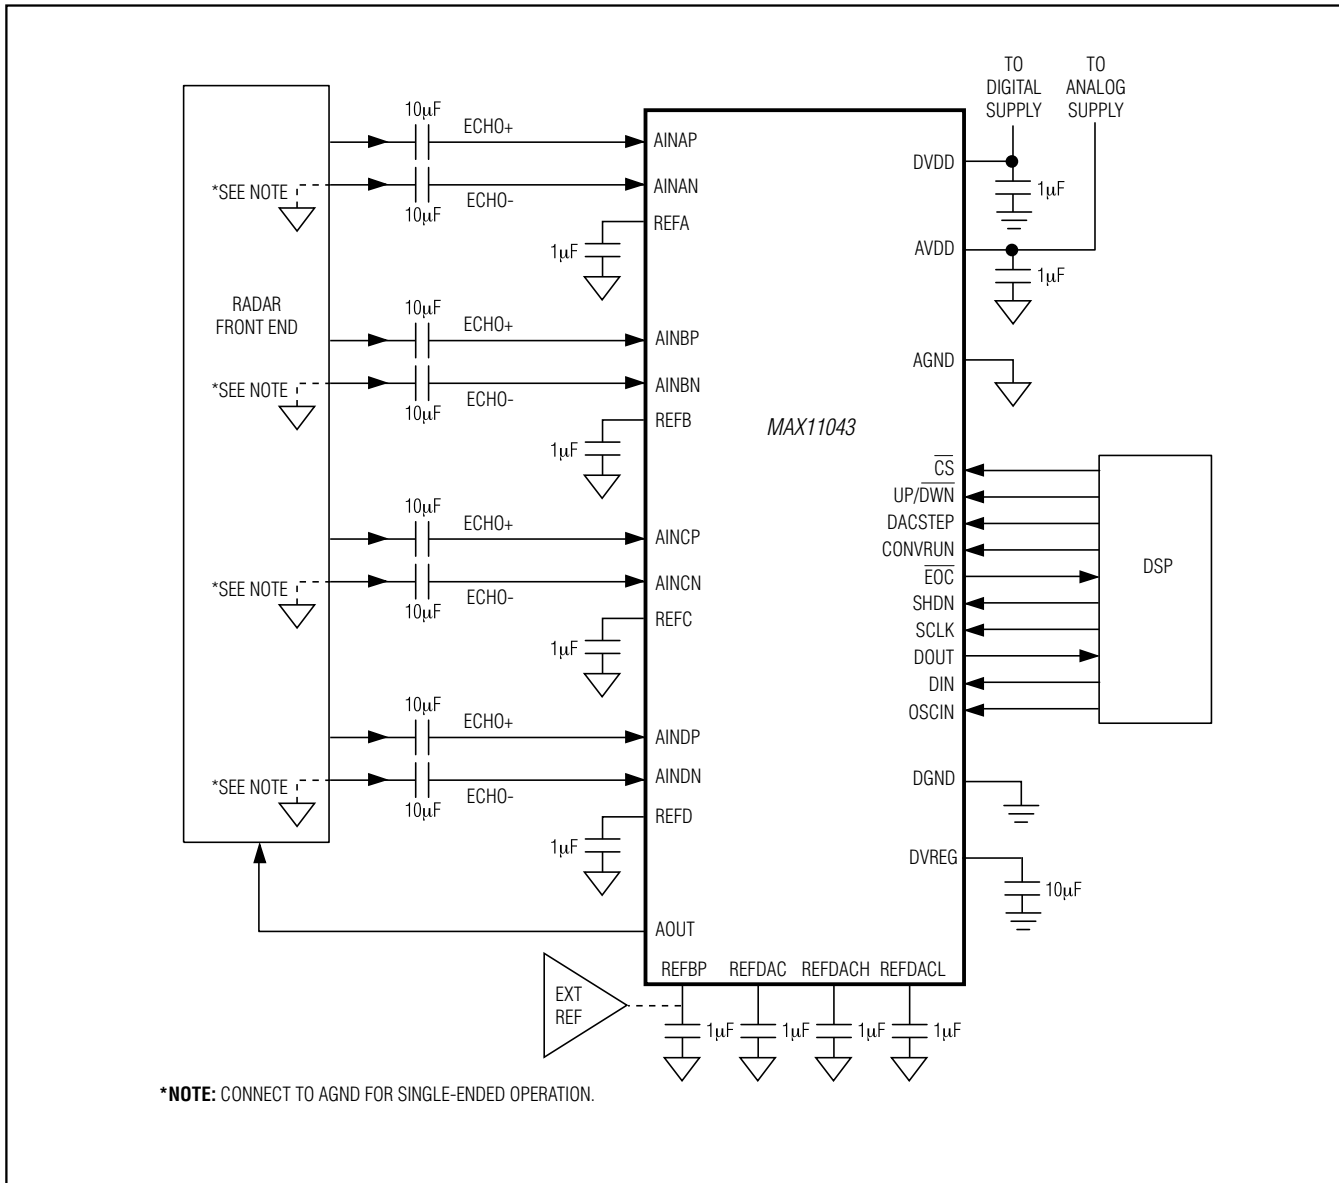 TO
DIGITAL
SUPPLY
TO
ANALOG
SUPPLY
RADAR
FRONT END
10µF
ECHO+
*SEE NOTE
10µF
ECHO-
1µF
10µF
ECHO+
*SEE NOTE
10µF
ECHO-
1µF
10µF
ECHO+
*SEE NOTE
10µF
ECHO-
1µF
10µF
ECHO+
*SEE NOTE
10µF
ECHO-
1µF
AINAP
AINAN
REFA
AINBP
AINBN
REFB
AINCP
AINCN
REFC
AINDP
AINDN
REFD
AOUT
MAX11043
DVDD
1µF
AVDD
1µF
AGND
C̅S̅
UP/D̅W̅N̅
DACSTEP
CONVRUN
E̅O̅C̅
SHDN
SCLK
DOUT
DIN
OSCIN
DSP
DGND
DVREG
10µF
REFBP REFDAC REFDACH REFDACL
EXT
REF
1µF 1µF 1µF 1µF
*NOTE: CONNECT TO AGND FOR SINGLE-ENDED OPERATION.